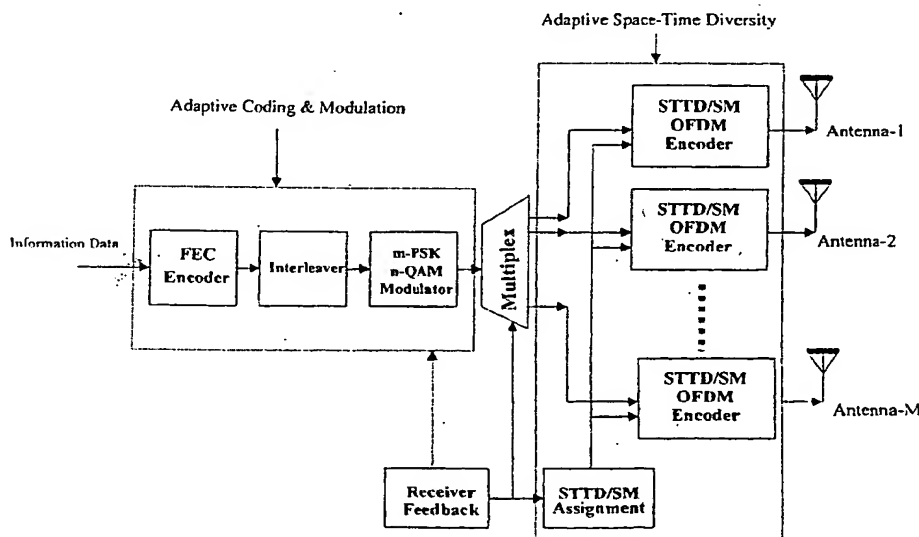 Adaptive Space-Time Diversity
Adaptive Coding & Modulation
STTD/SM
OFDM
Encoder
Antenna-1
Information Data
FEC
Encoder
Interleaver
m-PSK
n-QAM
Modulator
Multiplex
STTD/SM
OFDM
Encoder
Antenna-2
STTD/SM
OFDM
Encoder
Antenna-M
Receiver
Feedback
STTD/SM
Assignment